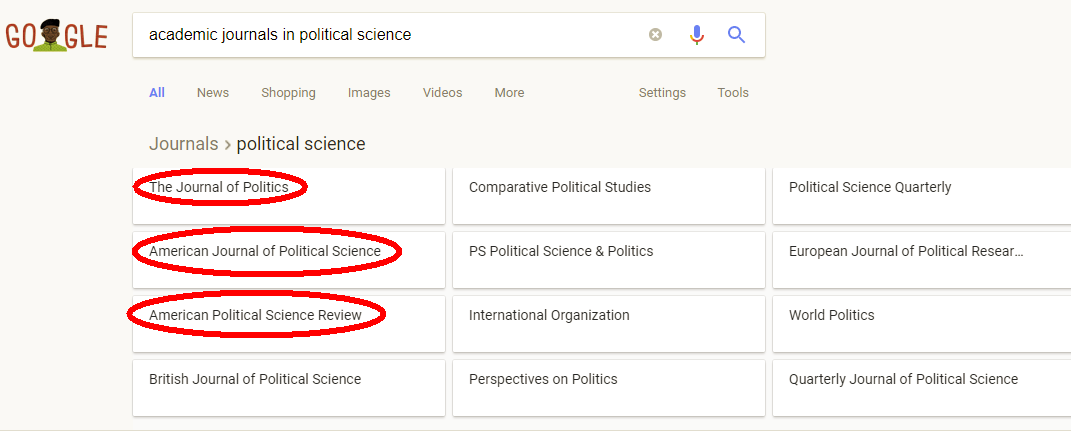 GOOGLE
academic journals in political science
All News Shopping Images Videos More Settings Tools
Journals > political science
The Journal of Politics Comparative Political Studies Political Science Quarterly
American Journal of Political Science PS Political Science & Politics European Journal of Political Resear...
American Political Science Review International Organization World Politics
British Journal of Political Science Perspectives on Politics Quarterly Journal of Political Science